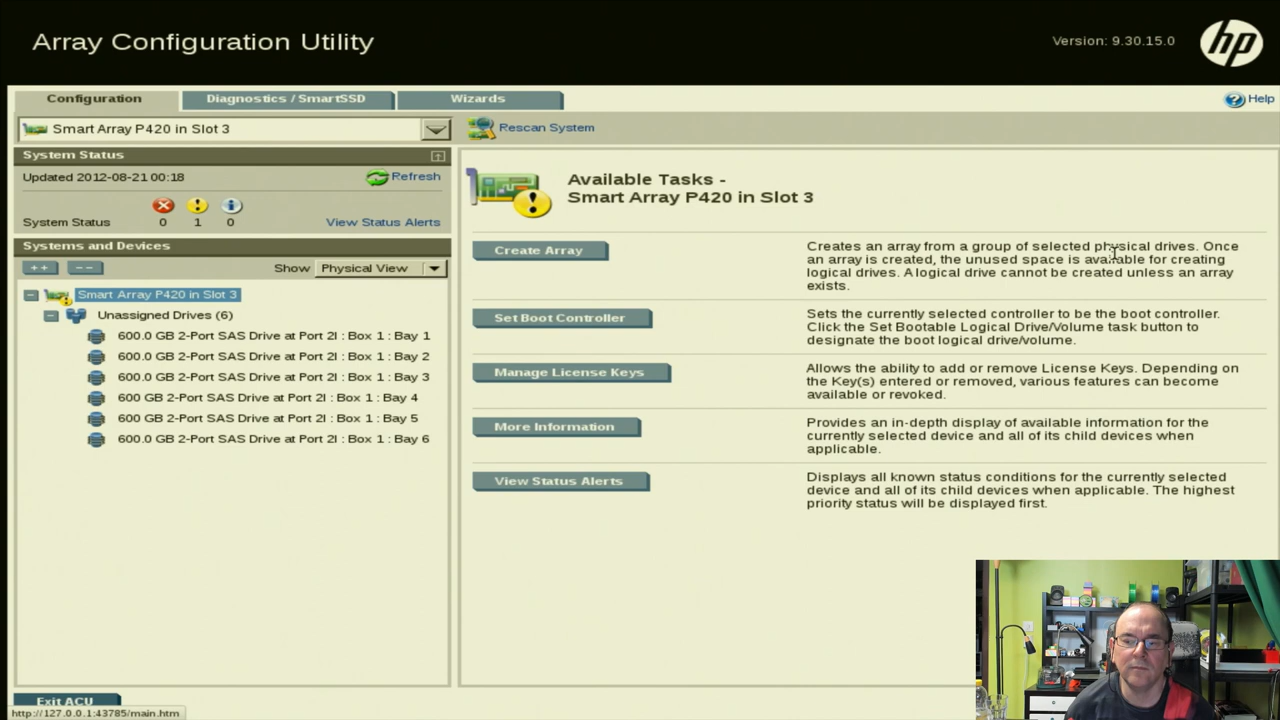 Array Configuration Utility
Version: 9.30.15.0
hp
Configuration
Diagnostics / SmartSSD
Wizards
Help
Smart Array P420 in Slot 3
Rescan System
System Status
Updated 2012-08-21 00:18
Refresh
System Status
0
1
0
View Status Alerts
Systems and Devices
++
--
Show
Physical View
Smart Array P420 in Slot 3
Unassigned Drives (6)
600.0 GB 2-Port SAS Drive at Port 2I : Box 1 : Bay 1
600.0 GB 2-Port SAS Drive at Port 2I : Box 1 : Bay 2
600.0 GB 2-Port SAS Drive at Port 2I : Box 1 : Bay 3
600 GB 2-Port SAS Drive at Port 2I : Box 1 : Bay 4
600 GB 2-Port SAS Drive at Port 2I : Box 1 : Bay 5
600.0 GB 2-Port SAS Drive at Port 2I : Box 1 : Bay 6
Available Tasks -
Smart Array P420 in Slot 3
Create Array
Creates an array from a group of selected physical drives. Once
an array is created, the unused space is available for creating
logical drives. A logical drive cannot be created unless an array
exists.
Set Boot Controller
Sets the currently selected controller to be the boot controller.
Click the Set Bootable Logical Drive/Volume task button to
designate the boot logical drive/volume.
Manage License Keys
Allows the ability to add or remove License Keys. Depending on
the Key(s) entered or removed, various features can become
available or revoked.
More Information
Provides an in-depth display of available information for the
currently selected device and all of its child devices when
applicable.
View Status Alerts
Displays all known status conditions for the currently selected
device and all of its child devices when applicable. The highest
priority status will be displayed first.
Exit ACU
http://127.0.0.1:43785/main.htm